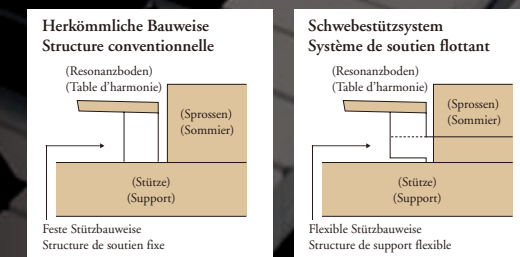 Herkömmliche Bauweise
Structure conventionnelle
(Resonanzboden)
(Table d'harmonie)
(Sprossen)
(Sommier)
(Stütze)
(Support)
Feste Stützbauweise
Structure de soutien fixe
Schwebestützsystem
Système de soutien flottant
(Resonanzboden)
(Table d'harmonie)
(Sprossen)
(Sommier)
(Stütze)
(Support)
Flexible Stützbauweise
Structure de support flexible